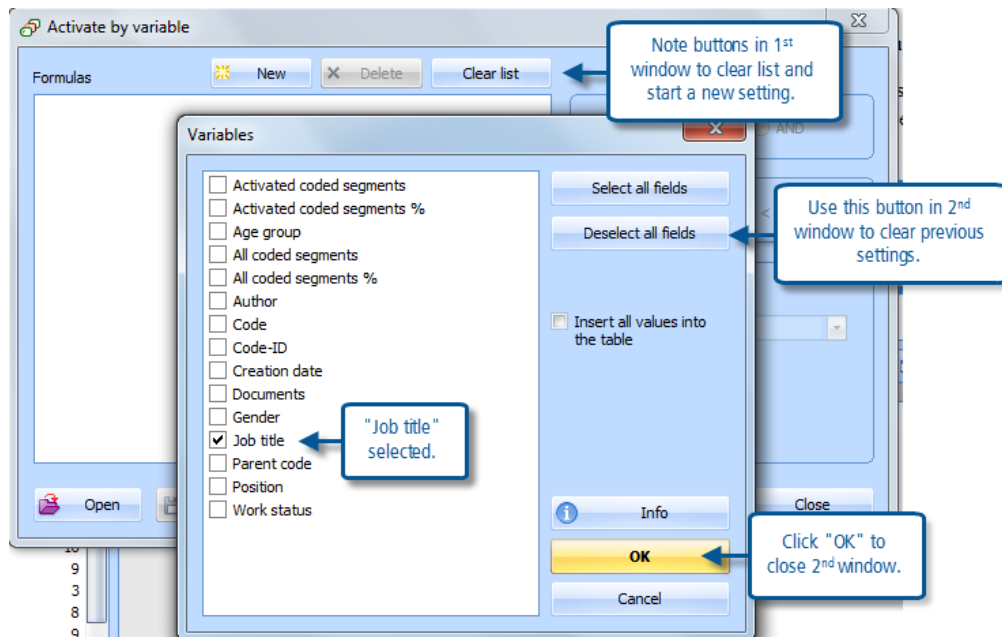 Activate by variable
Note buttons in 1st
window to clear list and
start a new setting.
Formulas
New
Delete
Clear list
AND
Variables
Activated coded segments
Activated coded segments %
Age group
All coded segments
All coded segments %
Author
Code
Code-ID
Creation date
Documents
Gender
Job title
Parent code
Position
Work status
"Job title"
selected.
Select all fields
Deselect all fields
<
Use this button in 2nd
window to clear previous
settings.
Insert all values into
the table
Open
Info
Close
OK
Click "OK" to
close 2nd window.
Cancel
9
3
8
9